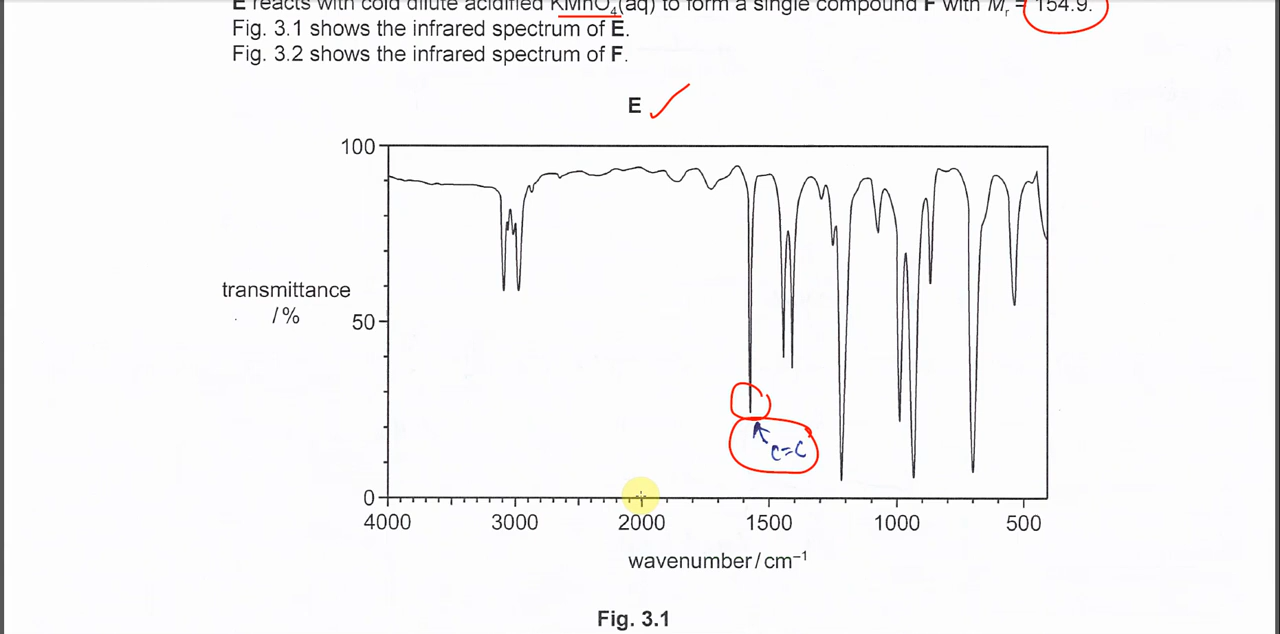 E reacts with cold dilute acidified KMnO₄(aq) to form a single compound F with Mᵣ = 154.9.
Fig. 3.1 shows the infrared spectrum of E.
Fig. 3.2 shows the infrared spectrum of F.
E
100
transmittance
/ %
50
C=C
0
4000 3000 2000 1500 1000 500
wavenumber / cm⁻¹
Fig. 3.1